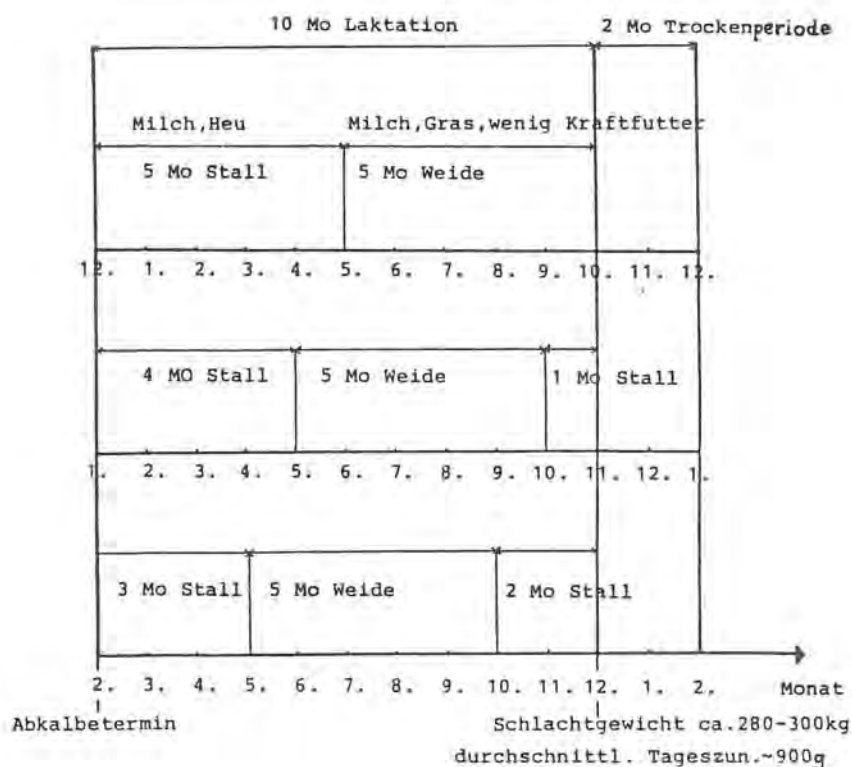 10 Mo Laktation 2 Mo Trockenperiode
Milch,Heu Milch,Gras,wenig Kraftfutter
5 Mo Stall 5 Mo Weide
12. 1. 2. 3. 4. 5. 6. 7. 8. 9. 10. 11. 12.
4 MO Stall 5 Mo Weide 1 Mo Stall
1. 2. 3. 4. 5. 6. 7. 8. 9. 10. 11. 12. 1.
3 Mo Stall 5 Mo Weide 2 Mo Stall
2. 3. 4. 5. 6. 7. 8. 9. 10. 11. 12. 1. 2. Monat
Abkalbetermin Schlachtgewicht ca.280-300kg
durchschnittl. Tageszun.~900g